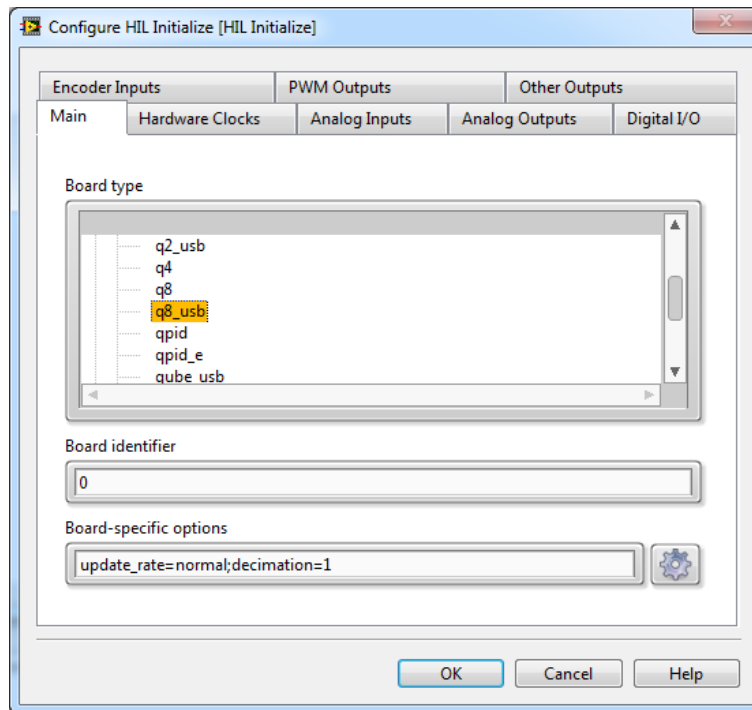 Configure HIL Initialize [HIL Initialize]
Encoder Inputs PWM Outputs Other Outputs
Main Hardware Clocks Analog Inputs Analog Outputs Digital I/O
Board type
q2_usb
q4
q8
q8_usb
qpid
qpid_e
qube_usb
Board identifier
0
Board-specific options
update_rate=normal;decimation=1
OK Cancel Help